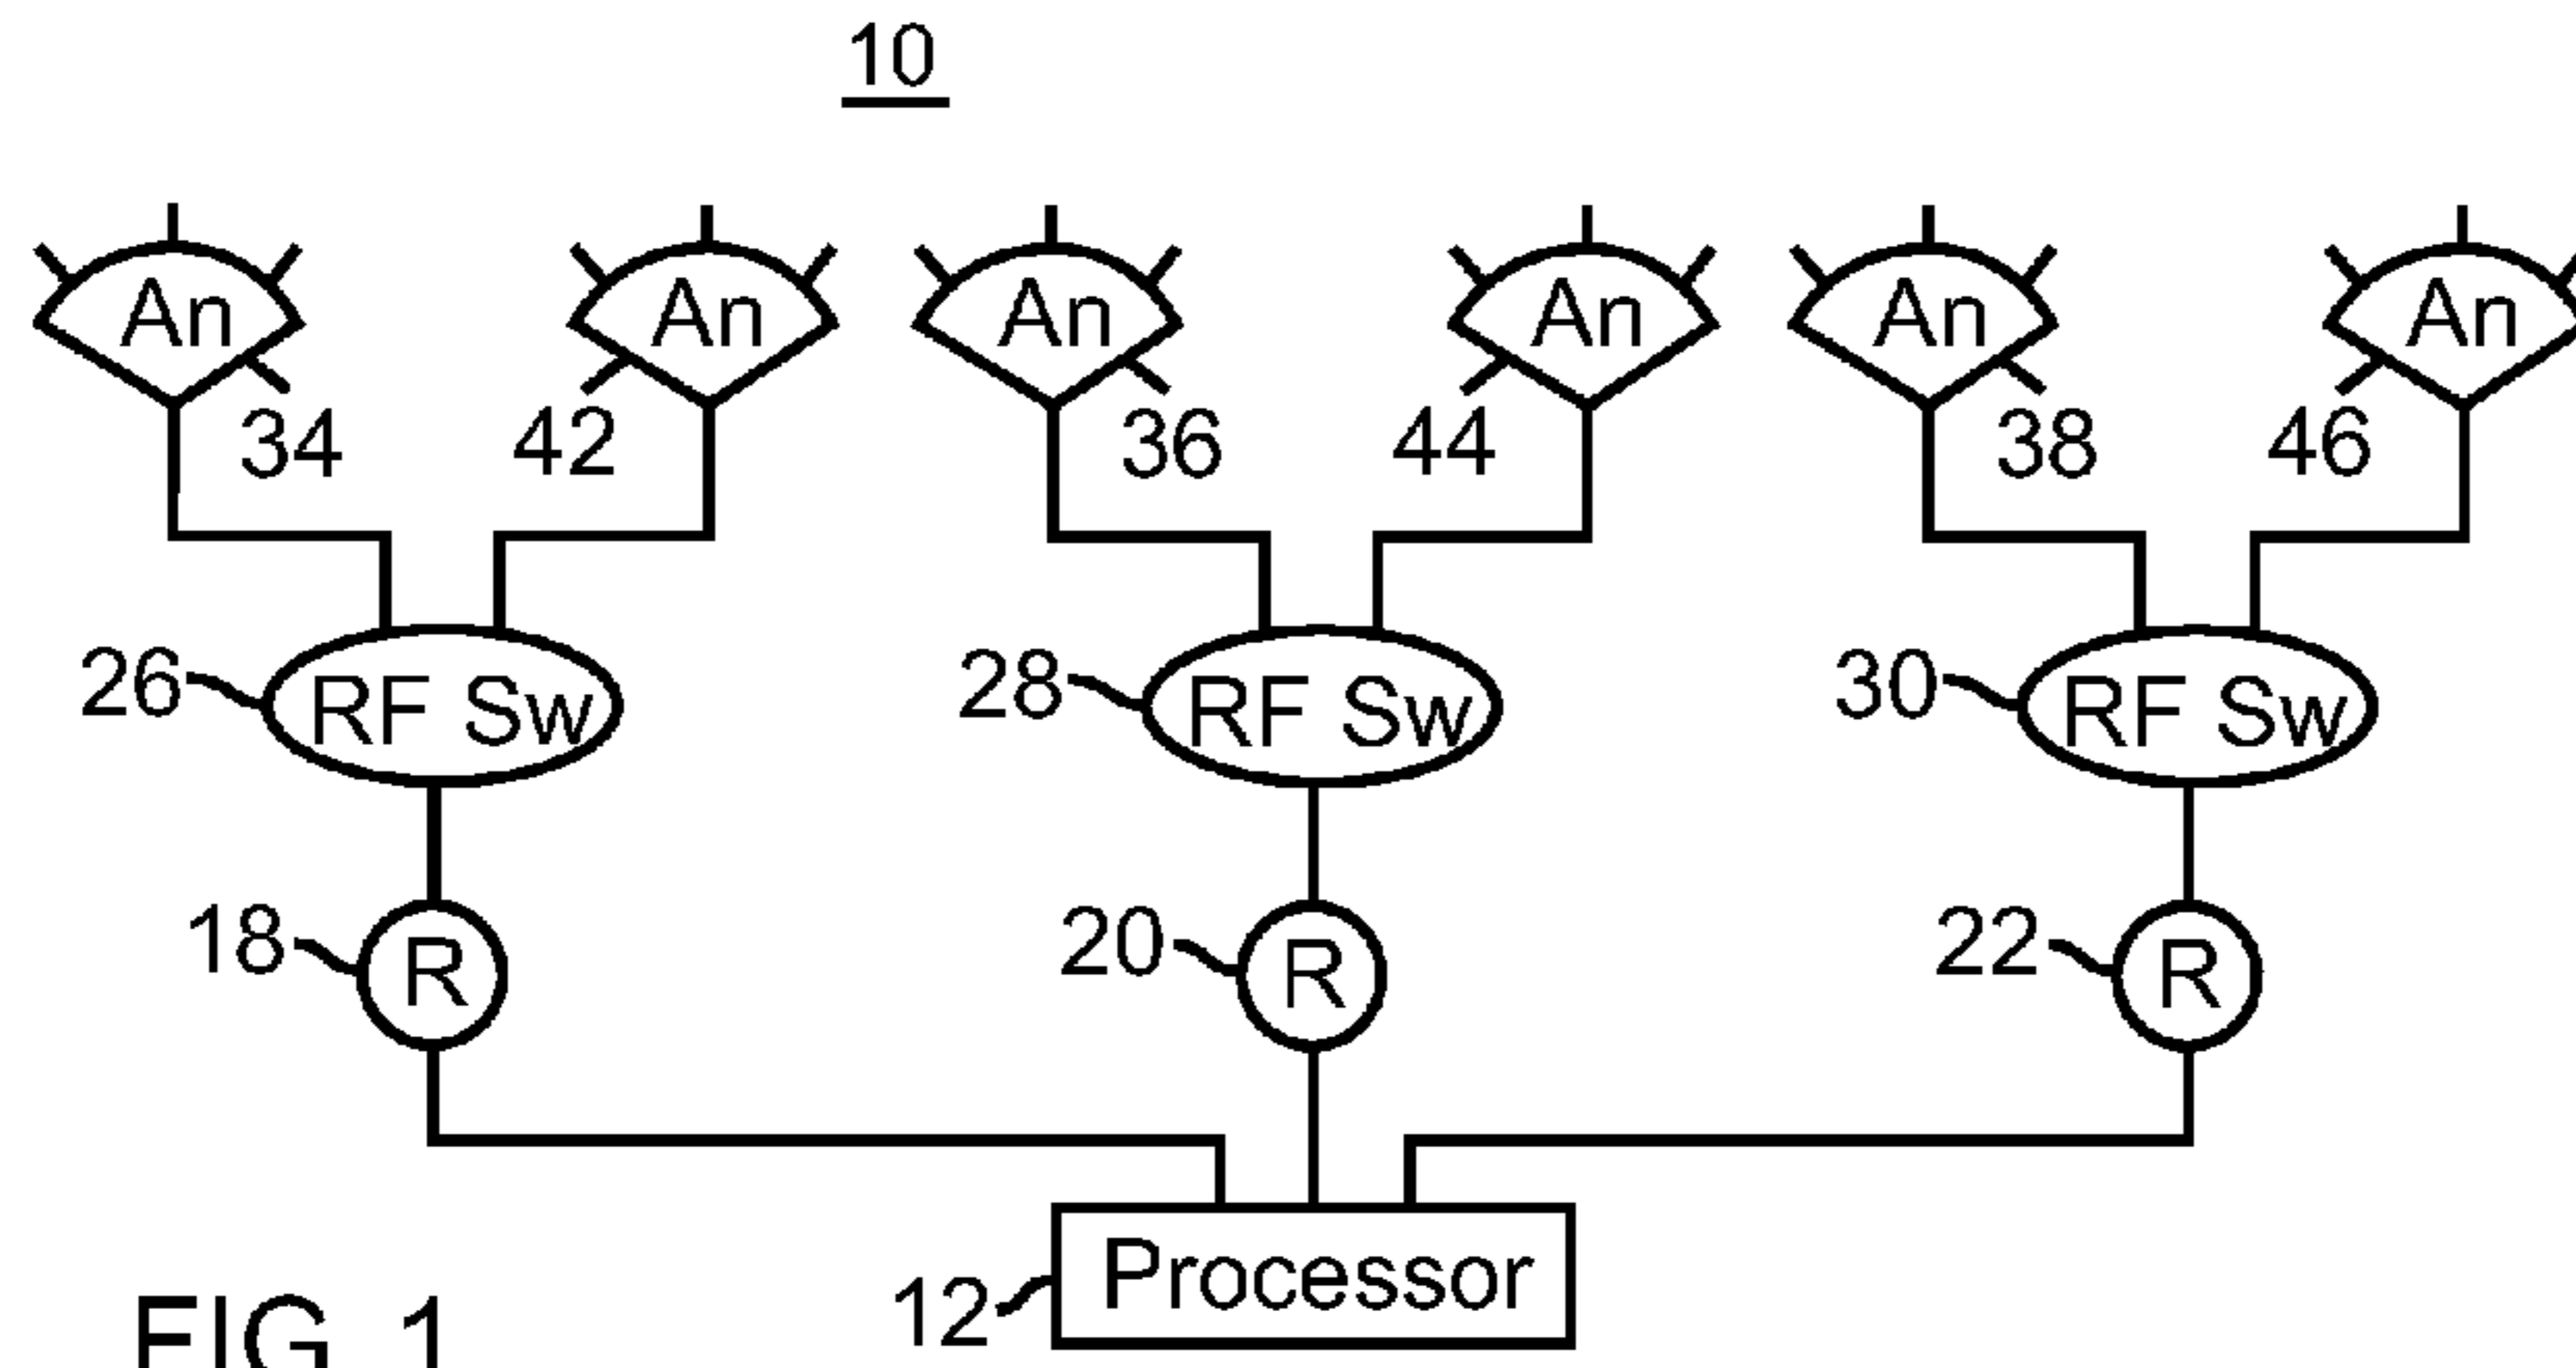 10
An An An An An An
34 42 36 44 38 46
26 RF Sw 28 RF Sw 30 RF Sw
18 R 20 R 22 R
12 Processor
FIG. 1